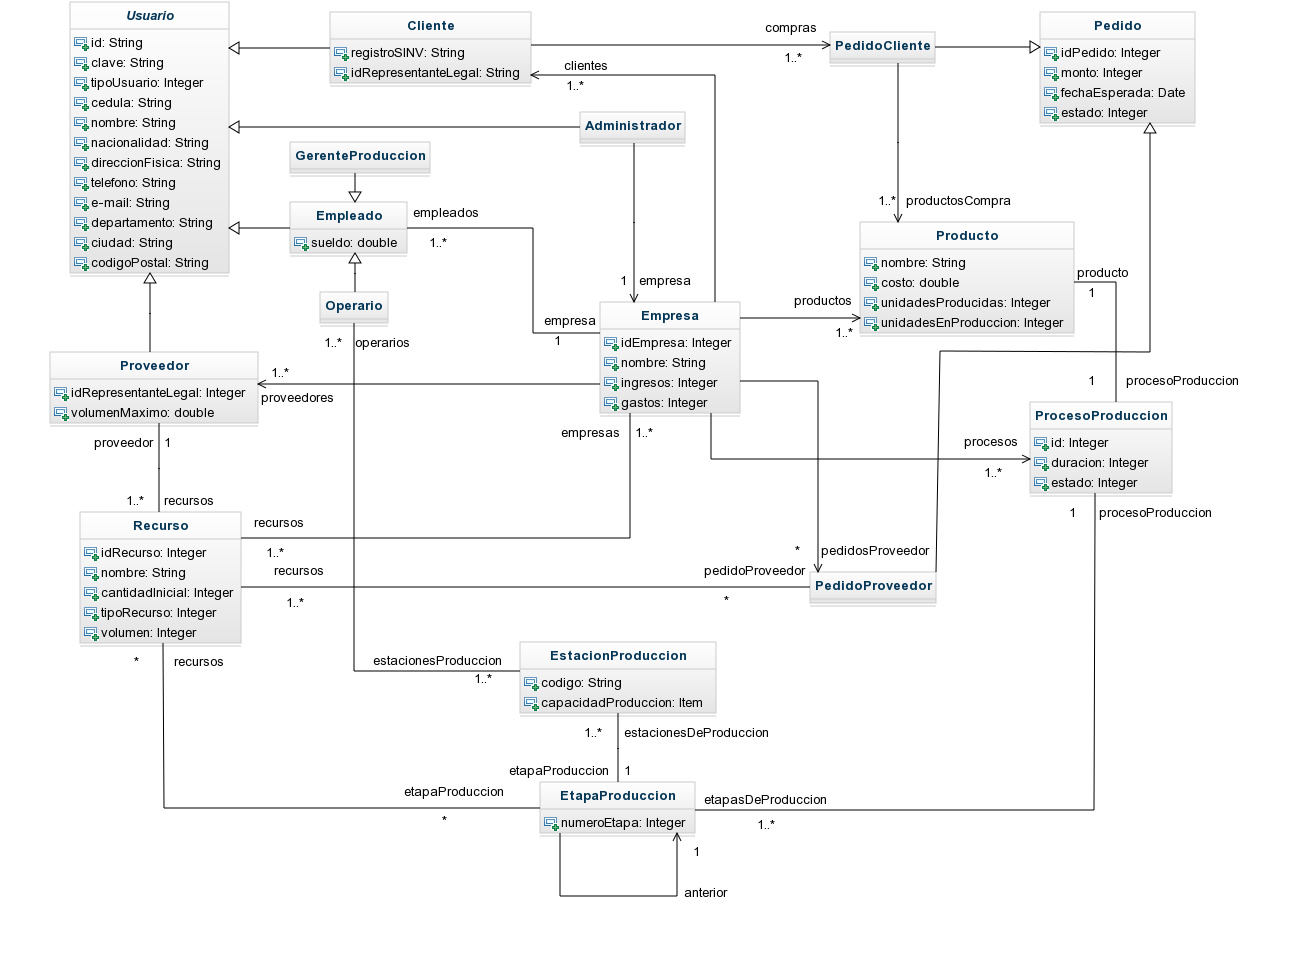 Usuario
id: String
clave: String
tipoUsuario: Integer
cedula: String
nombre: String
nacionalidad: String
direccionFisica: String
telefono: String
e-mail: String
departamento: String
ciudad: String
codigoPostal: String
Cliente
registroSINV: String
idRepresentanteLegal: String
compras
1..*
PedidoCliente
Pedido
idPedido: Integer
monto: Integer
fechaEsperada: Date
estado: Integer
clientes
1..*
Administrador
GerenteProduccion
Empleado
sueldo: double
empleados
1..*
1..*
productosCompra
Producto
nombre: String
costo: double
unidadesProducidas: Integer
unidadesEnProduccion: Integer
producto
1
1
empresa
Operario
1..*
operarios
empresa
1
Empresa
idEmpresa: Integer
nombre: String
ingresos: Integer
gastos: Integer
productos
1..*
Proveedor
idRepresentanteLegal: Integer
volumenMaximo: double
1..*
proveedores
1
procesoProduccion
ProcesoProduccion
id: Integer
duracion: Integer
estado: Integer
proveedor
1
empresas
1..*
procesos
1..*
1..*
recursos
1
procesoProduccion
Recurso
idRecurso: Integer
nombre: String
cantidadInicial: Integer
tipoRecurso: Integer
volumen: Integer
recursos
1..*
recursos
1..*
*
pedidosProveedor
pedidoProveedor
*
PedidoProveedor
*
recursos
estacionesProduccion
1..*
EstacionProduccion
codigo: String
capacidadProduccion: Item
1..*
estacionesDeProduccion
etapaProduccion
1
etapaProduccion
*
EtapaProduccion
numeroEtapa: Integer
etapasDeProduccion
1..*
1
anterior